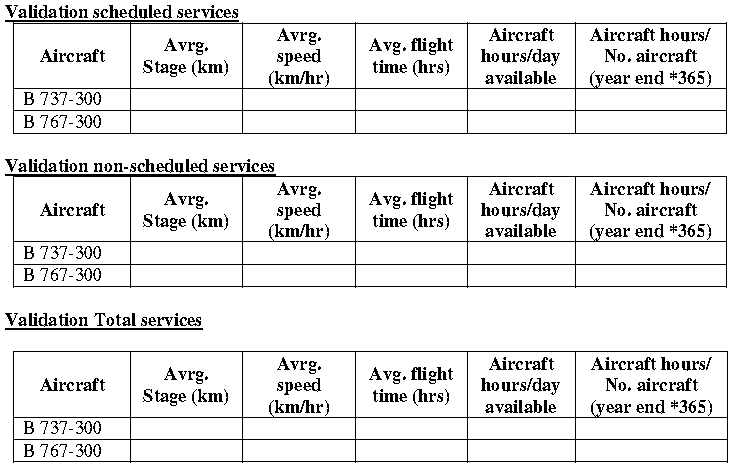 Validation scheduled services
Aircraft
Avrg.
Stage (km)
Avrg.
speed
(km/hr)
Avg. flight
time (hrs)
Aircraft
hours/day
available
Aircraft hours/
No. aircraft
(year end *365)
B 737-300
B 767-300
Validation non-scheduled services
Aircraft
Avrg.
Stage (km)
Avrg.
speed
(km/hr)
Avg. flight
time (hrs)
Aircraft
hours/day
available
Aircraft hours/
No. aircraft
(year end *365)
B 737-300
B 767-300
Validation Total services
Aircraft
Avrg.
Stage (km)
Avrg.
speed
(km/hr)
Avg. flight
time (hrs)
Aircraft
hours/day
available
Aircraft hours/
No. aircraft
(year end *365)
B 737-300
B 767-300